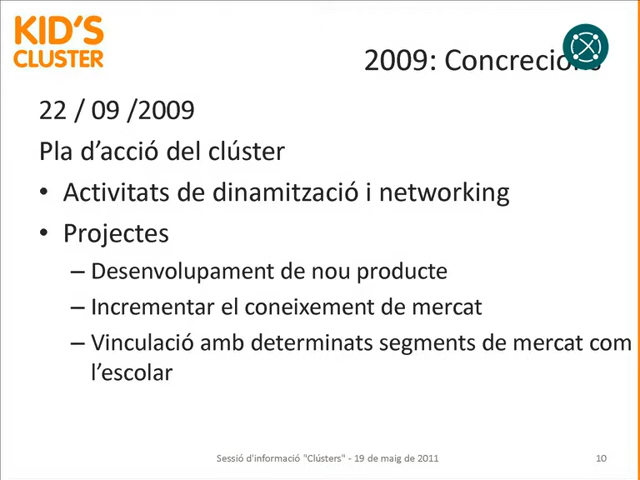 KID'S
CLUSTER
2009: Concrecions
22 / 09 /2009
Pla d'acció del clúster
• Activitats de dinamització i networking
• Projectes
– Desenvolupament de nou producte
– Incrementar el coneixement de mercat
– Vinculació amb determinats segments de mercat com
l'escolar
Sessió d'informació "Clústers" - 19 de maig de 2011
10